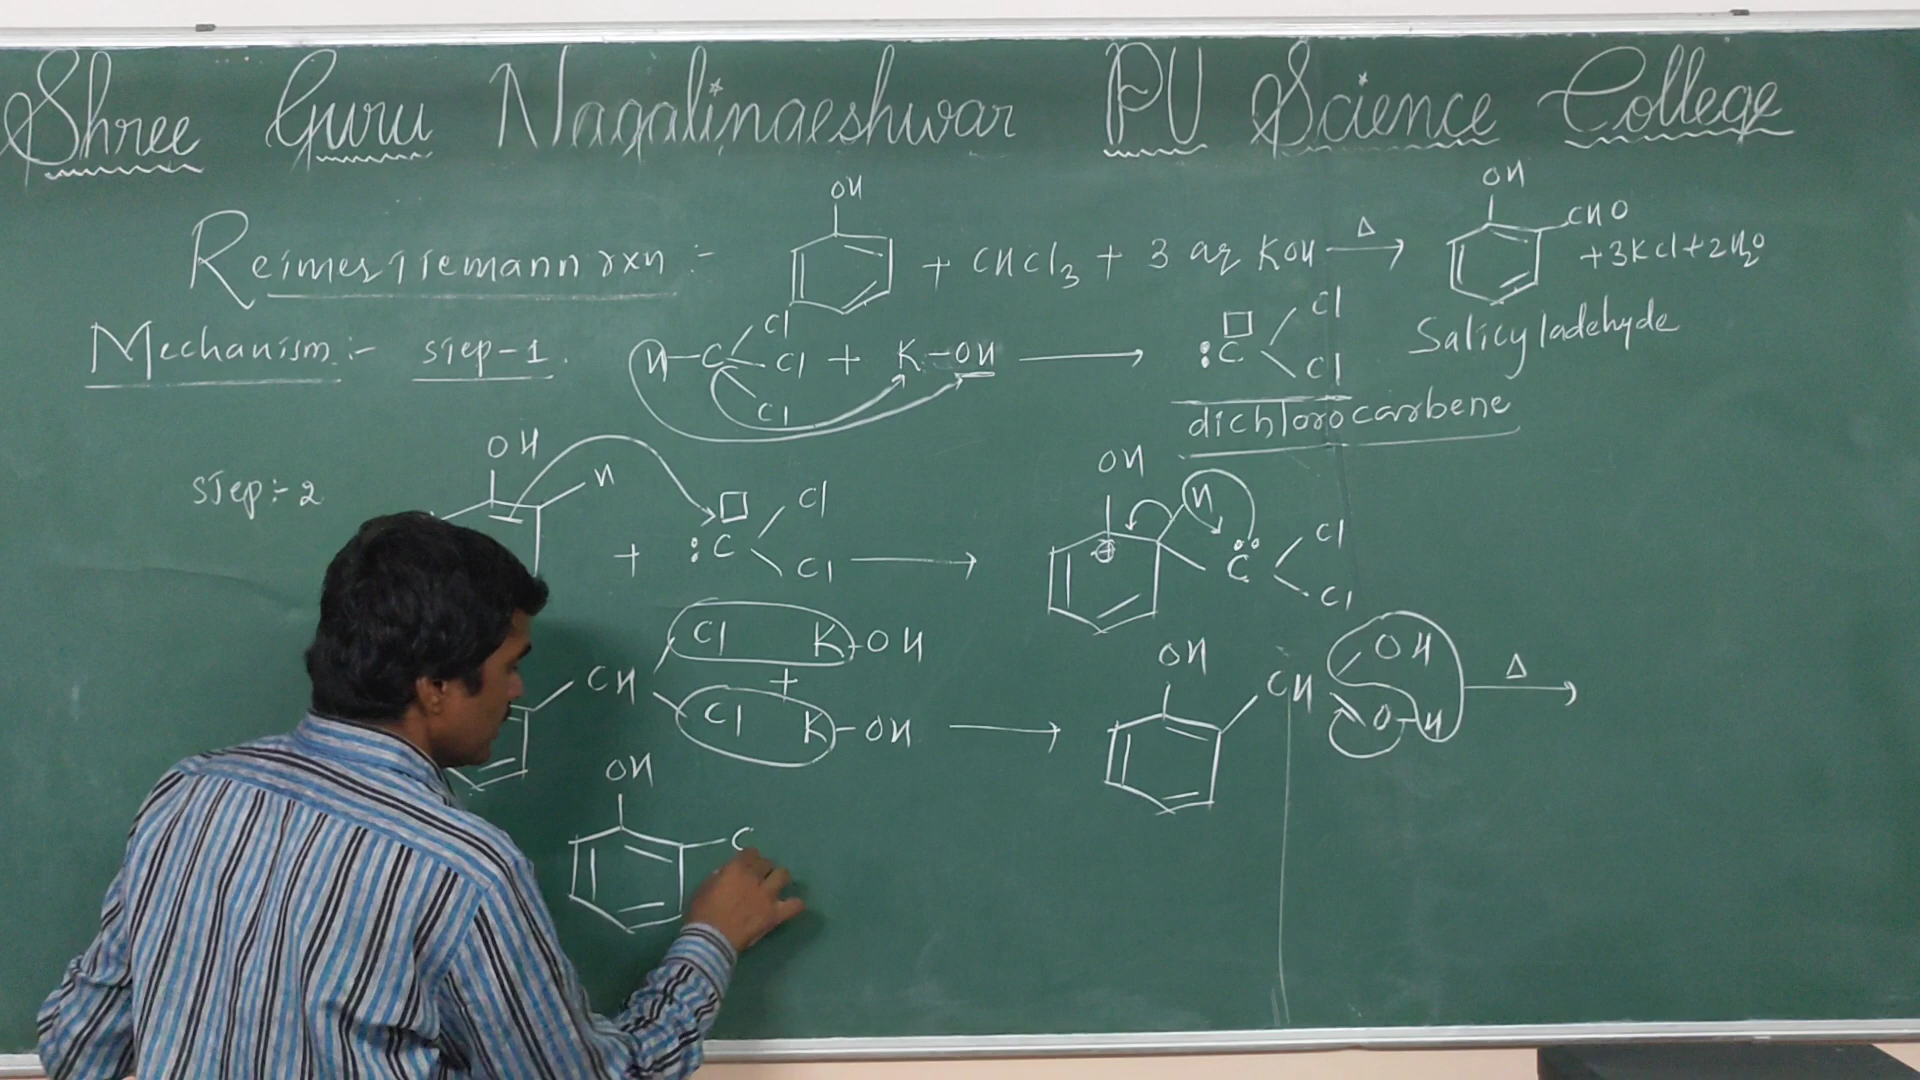 Shree Guru Nagalingeshwar PU Science College
Reimer Tiemann rxn :-
OH
+ CHCl3 + 3 aq KOH
Δ
OH
CHO
+3KCl+2H2O
Salicyladehyde
Mechanism:- step-1.
H-C
Cl
Cl
Cl
+ K-OH
:C
Cl
Cl
dichlorocarbene
Step:-2
OH
H
+ :C
Cl
Cl
OH
H
⊕
C̈
Cl
Cl
CH
Cl K-OH
+
Cl K-OH
OH
CH
OH
O-H
Δ
OH
C